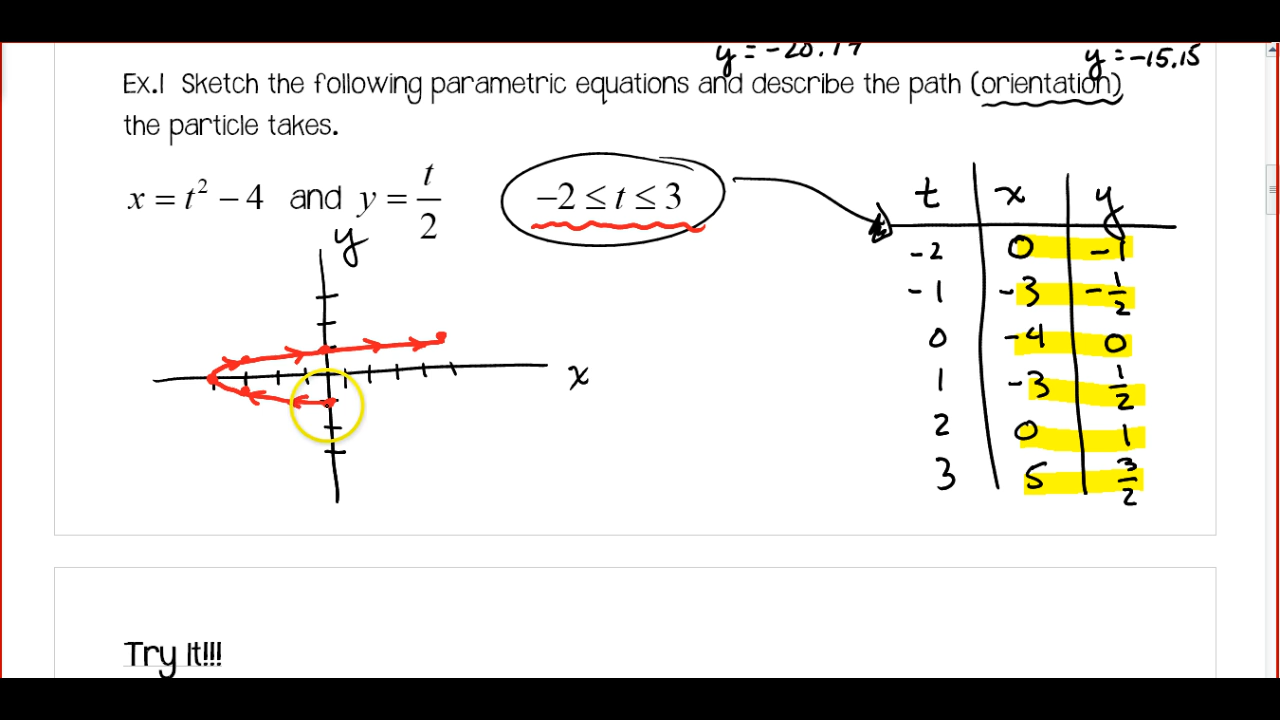 y = -20.19
y = -15.15
Ex.1 Sketch the following parametric equations and describe the path (orientation)
the particle takes.
x = t² − 4 and y = t/2
−2 ≤ t ≤ 3
t x y
-2 0 -1
-1 -3 -1/2
0 -4 0
1 -3 1/2
2 0 1
3 5 3/2
y
x
Try It!!!